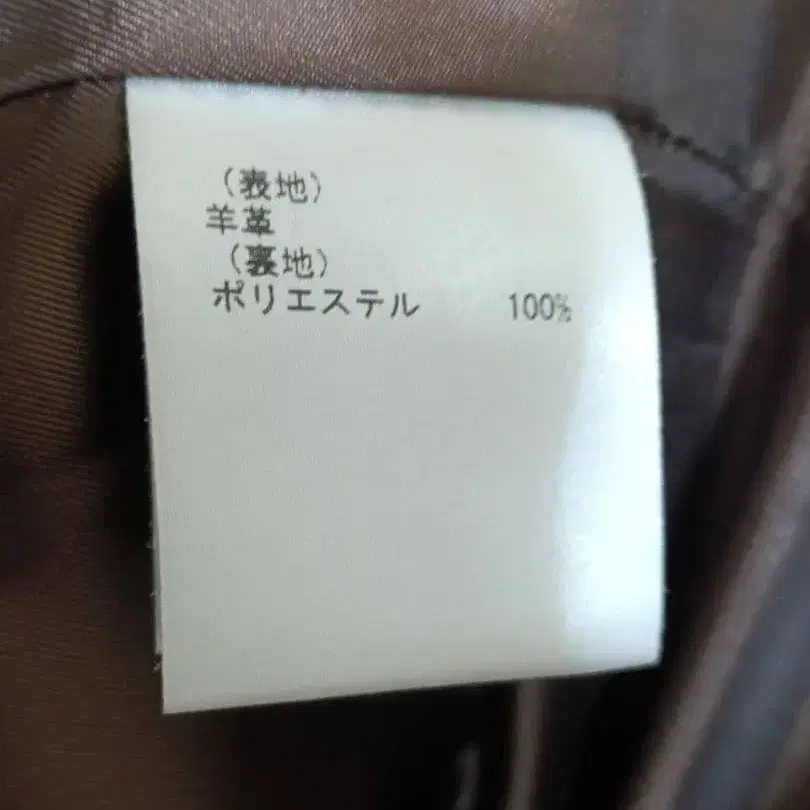 （表地）
羊革
（裏地）
ポリエステル　　100%